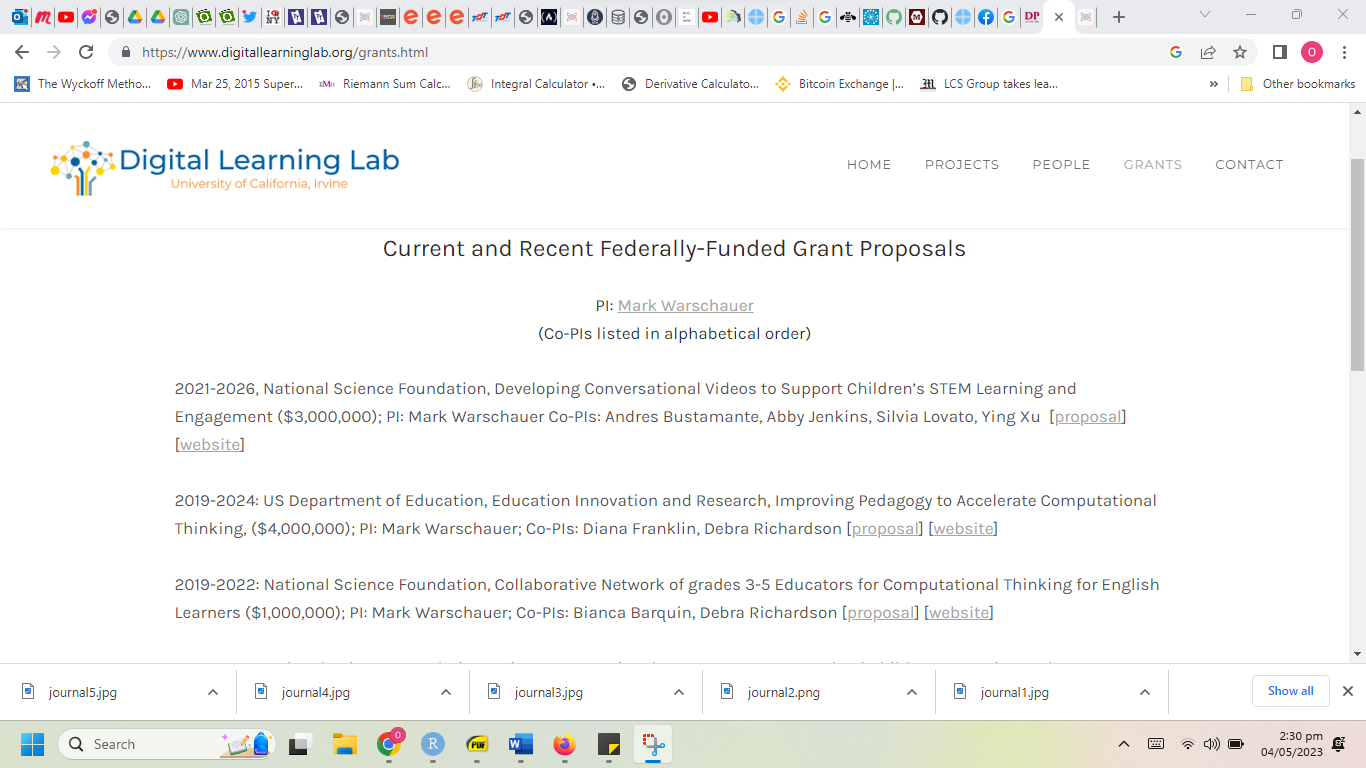 https://www.digitallearninglab.org/grants.html
O
The Wyckoff Metho...
Mar 25, 2015 Super...
Riemann Sum Calc...
Integral Calculator •...
Derivative Calculato...
Bitcoin Exchange |...
LCS Group takes lea...
»
Other bookmarks
Digital Learning Lab
University of California, Irvine
HOME PROJECTS PEOPLE GRANTS CONTACT
Current and Recent Federally-Funded Grant Proposals
PI: Mark Warschauer
(Co-PIs listed in alphabetical order)
2021-2026, National Science Foundation, Developing Conversational Videos to Support Children’s STEM Learning and
Engagement ($3,000,000); PI: Mark Warschauer Co-PIs: Andres Bustamante, Abby Jenkins, Silvia Lovato, Ying Xu [proposal]
[website]
2019-2024: US Department of Education, Education Innovation and Research, Improving Pedagogy to Accelerate Computational
Thinking, ($4,000,000); PI: Mark Warschauer; Co-PIs: Diana Franklin, Debra Richardson [proposal] [website]
2019-2022: National Science Foundation, Collaborative Network of grades 3-5 Educators for Computational Thinking for English
Learners ($1,000,000); PI: Mark Warschauer; Co-PIs: Bianca Barquin, Debra Richardson [proposal] [website]
journal5.jpg
journal4.jpg
journal3.jpg
journal2.png
journal1.jpg
Show all
Search
2:30 pm
04/05/2023